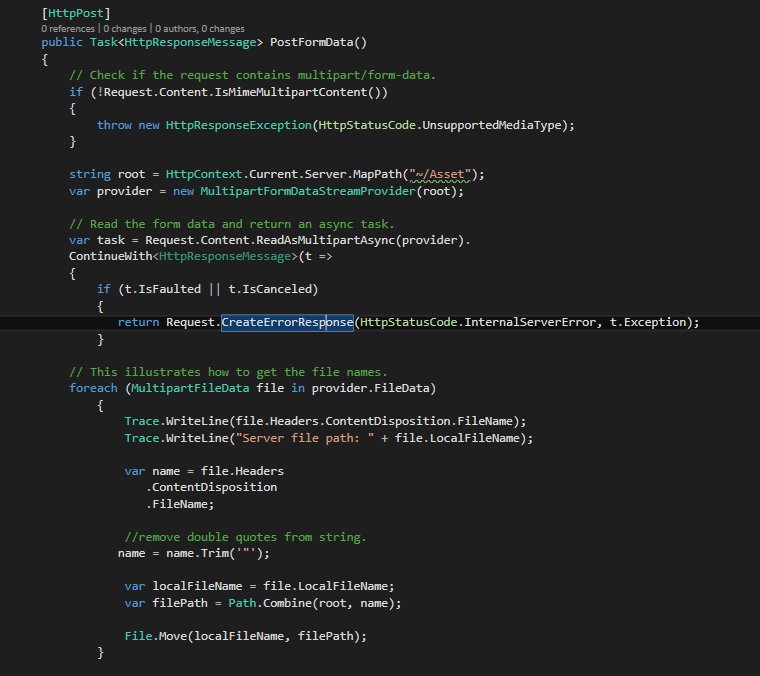 [HttpPost]
0 references | 0 changes | 0 authors, 0 changes
public Task<HttpResponseMessage> PostFormData()
{
// Check if the request contains multipart/form-data.
if (!Request.Content.IsMimeMultipartContent())
{
throw new HttpResponseException(HttpStatusCode.UnsupportedMediaType);
}
string root = HttpContext.Current.Server.MapPath("~/Asset");
var provider = new MultipartFormDataStreamProvider(root);
// Read the form data and return an async task.
var task = Request.Content.ReadAsMultipartAsync(provider).
ContinueWith<HttpResponseMessage>(t =>
{
if (t.IsFaulted || t.IsCanceled)
{
return Request.CreateErrorResponse(HttpStatusCode.InternalServerError, t.Exception);
}
// This illustrates how to get the file names.
foreach (MultipartFileData file in provider.FileData)
{
Trace.WriteLine(file.Headers.ContentDisposition.FileName);
Trace.WriteLine("Server file path: " + file.LocalFileName);
var name = file.Headers
.ContentDisposition
.FileName;
//remove double quotes from string.
name = name.Trim('"');
var localFileName = file.LocalFileName;
var filePath = Path.Combine(root, name);
File.Move(localFileName, filePath);
}